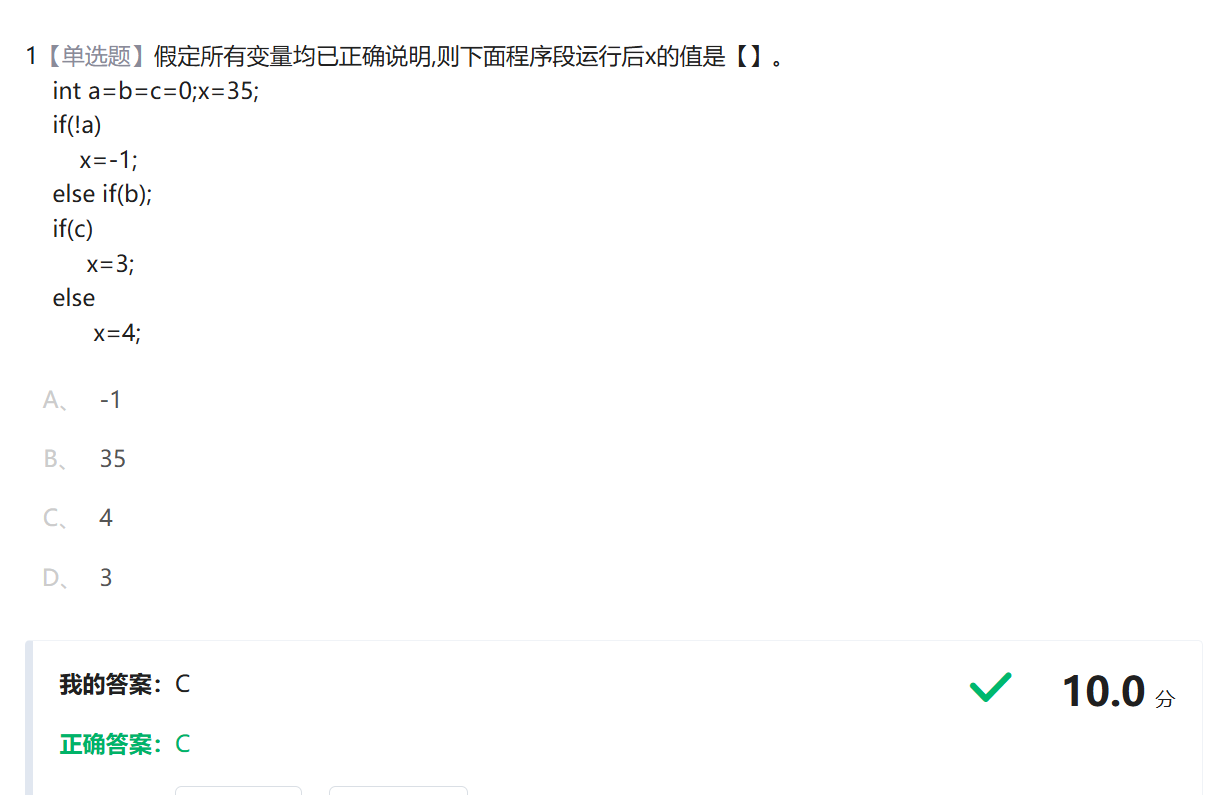 1【单选题】假定所有变量均已正确说明,则下面程序段运行后x的值是【】。
int a=b=c=0;x=35;
if(!a)
x=-1;
else if(b);
if(c)
x=3;
else
x=4;
A、 -1
B、 35
C、 4
D、 3
我的答案：C
10.0 分
正确答案：C